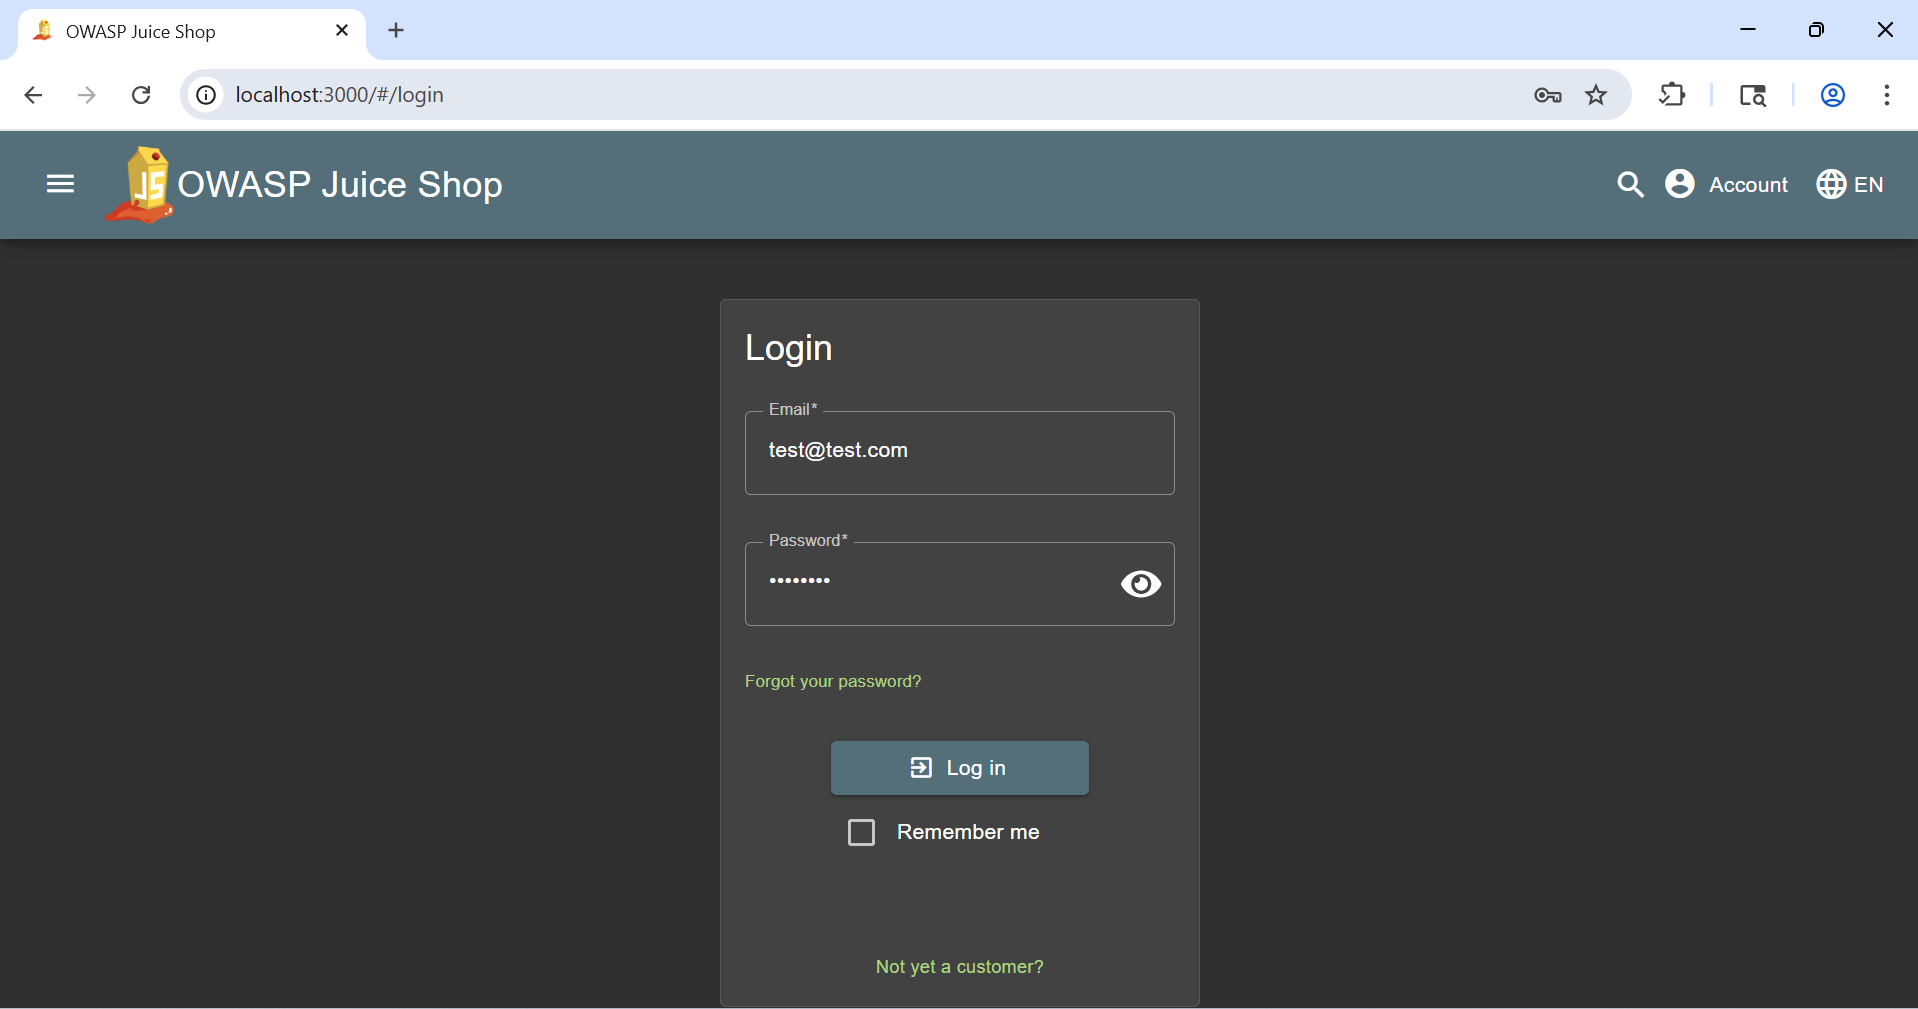 OWASP Juice Shop
localhost:3000/#/login
JS
OWASP Juice Shop
Account
EN
Login
Email*
test@test.com
Password*
••••••••
Forgot your password?
Log in
Remember me
Not yet a customer?